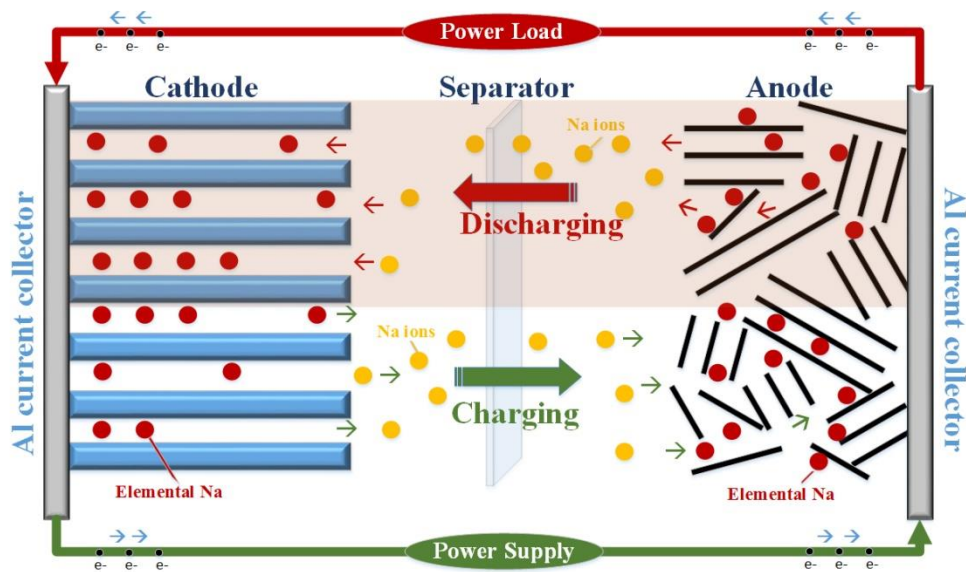 Power Load
e- e- e-
e- e- e-
Cathode
Separator
Anode
Na ions
Discharging
Al current collector
Al current collector
Na ions
Charging
Elemental Na
Elemental Na
Power Supply
e- e- e-
e- e- e-